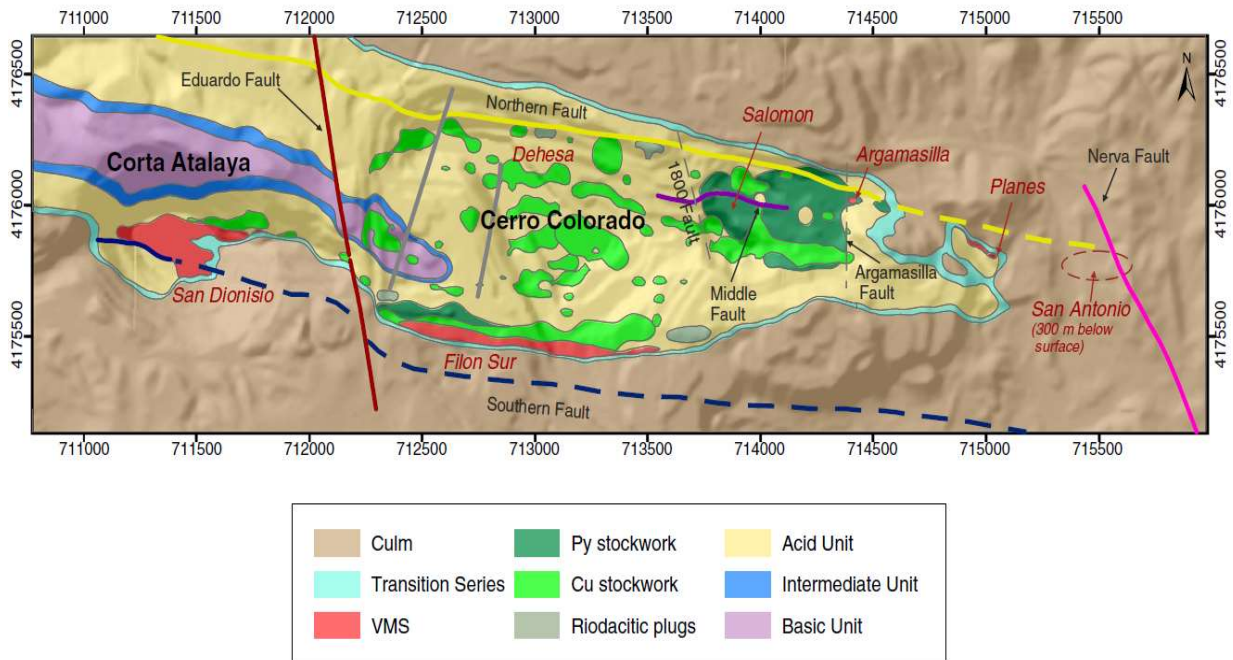 711000 711500 712000 712500 713000 713500 714000 714500 715000 715500
4176500
4176500
N
Eduardo Fault
Northern Fault
Salomon
Dehesa
Argamasilla
Nerva Fault
Corta Atalaya
1800 Fault
Planes
4176000
4176000
Cerro Colorado
San Dionisio
Middle
Fault
Argamasilla
Fault
San Antonio
(300 m below
surface)
4175500
4175500
Filon Sur
Southern Fault
711000 711500 712000 712500 713000 713500 714000 714500 715000 715500
Culm
Py stockwork
Acid Unit
Transition Series
Cu stockwork
Intermediate Unit
VMS
Riodacitic plugs
Basic Unit